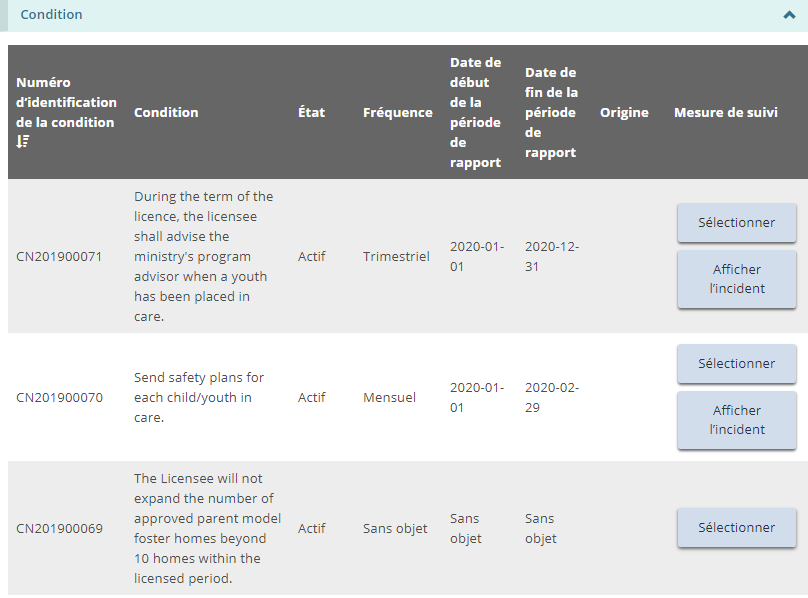 Condition
Numéro
d'identification
de la condition
Condition
État
Fréquence
Date de
début
de la
période
de
rapport
Date de
fin de la
période
de
rapport
Origine
Mesure de suivi
CN201900071
During the term of the
licence, the licensee
shall advise the
ministry's program
advisor when a youth
has been placed in
care.
Actif
Trimestriel
2020-01-
01
2020-12-
31
Sélectionner
Afficher
l'incident
CN201900070
Send safety plans for
each child/youth in
care.
Actif
Mensuel
2020-01-
01
2020-02-
29
Sélectionner
Afficher
l'incident
CN201900069
The Licensee will not
expand the number of
approved parent model
foster homes beyond
10 homes within the
licensed period.
Actif
Sans objet
Sans
objet
Sans
objet
Sélectionner